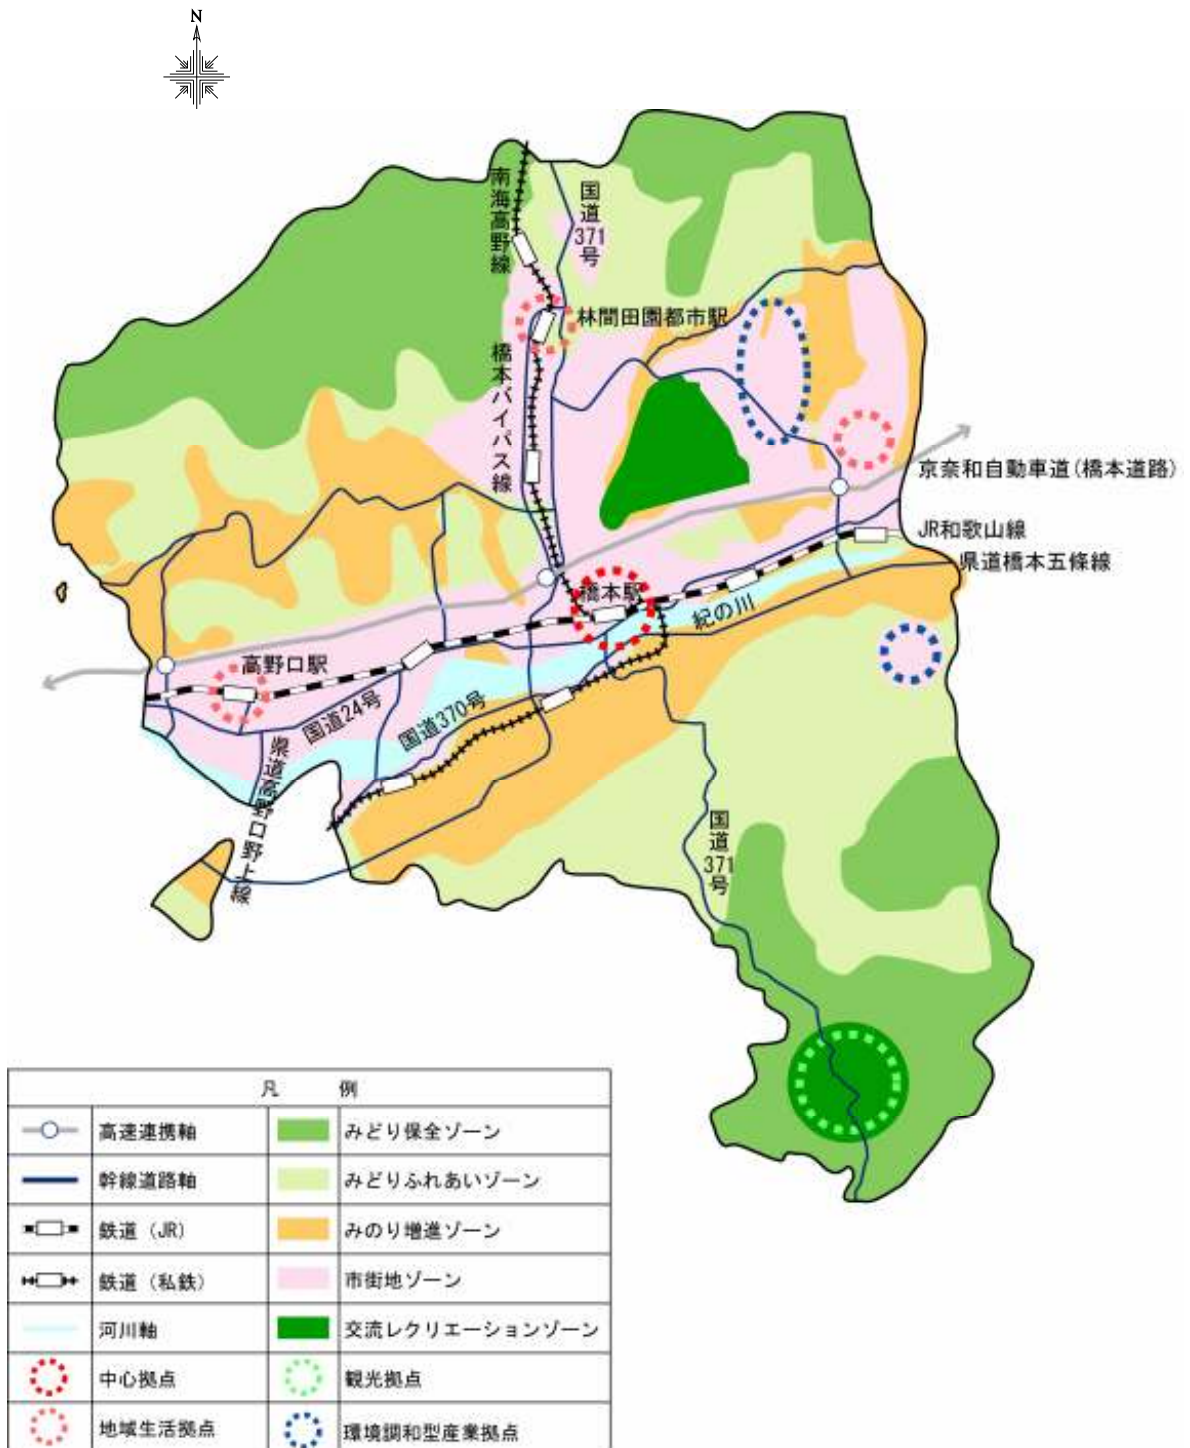 N
南海高野線
国道371号
林間田園都市駅
橋本バイパス線
京奈和自動車道(橋本道路)
JR和歌山線
県道橋本五條線
橋本駅
紀の川
高野口駅
国道24号
国道370号
県道高野口野上線
国道371号
凡 例
高速連携軸
みどり保全ゾーン
幹線道路軸
みどりふれあいゾーン
鉄道（JR）
みのり増進ゾーン
鉄道（私鉄）
市街地ゾーン
河川軸
交流レクリエーションゾーン
中心拠点
観光拠点
地域生活拠点
環境調和型産業拠点